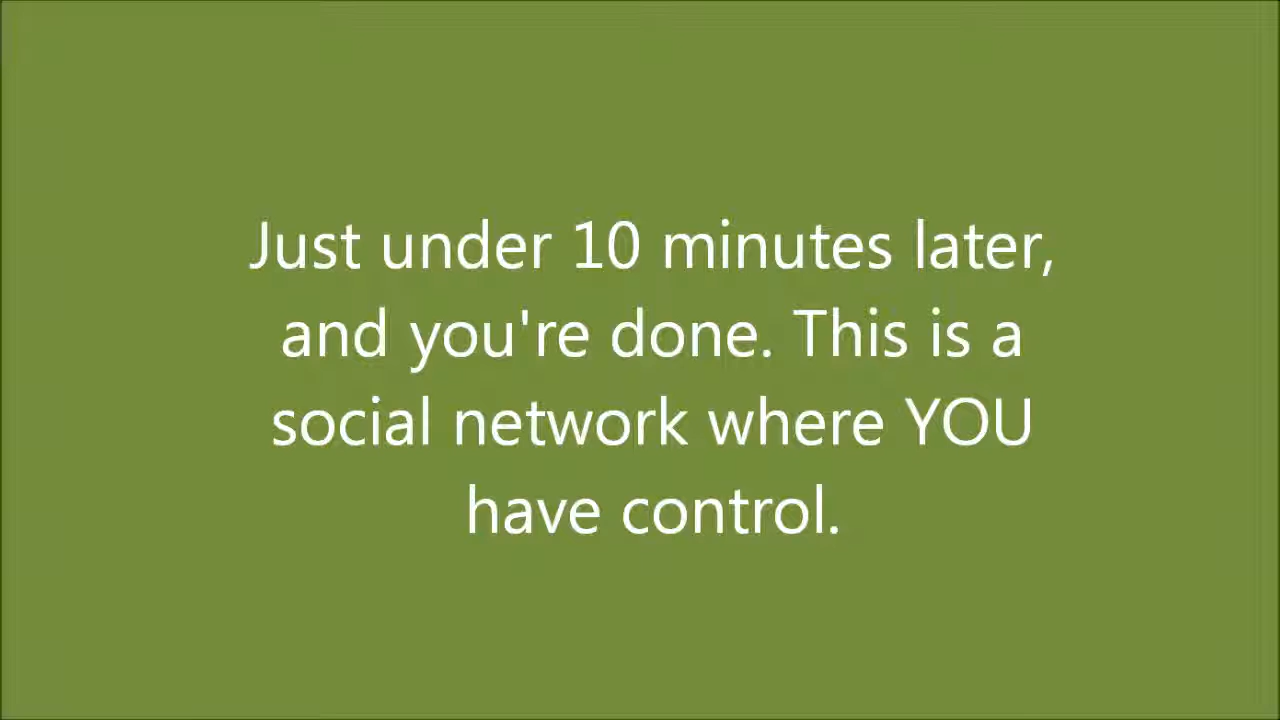 Just under 10 minutes later,
and you're done. This is a
social network where YOU
have control.